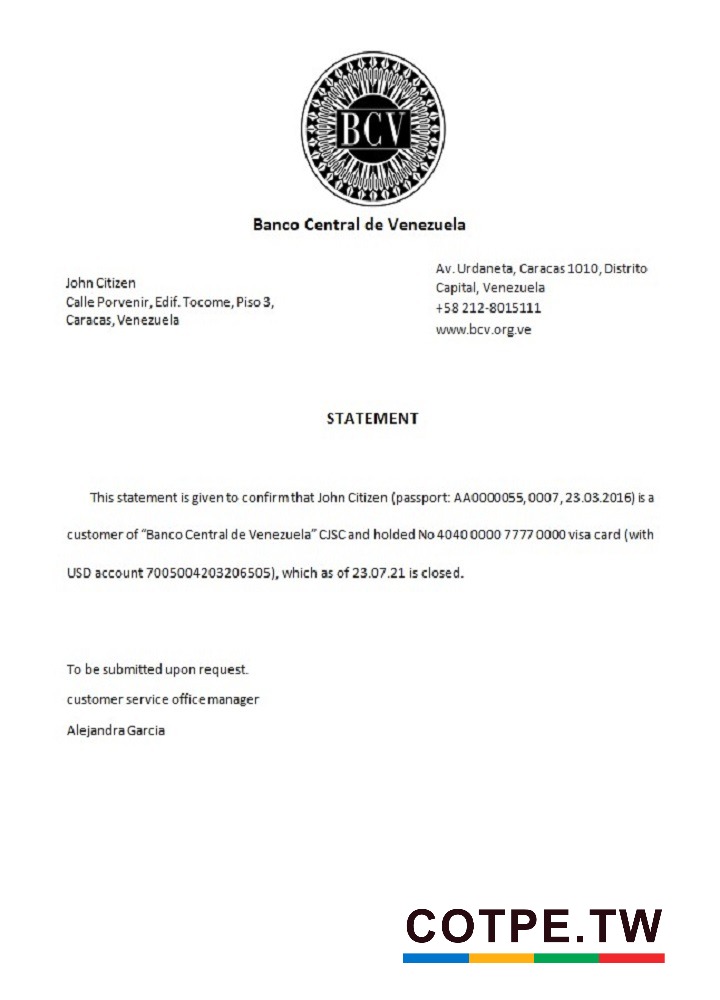 BCV
Banco Central de Venezuela
John Citizen
Calle Porvenir, Edif. Tocome, Piso 3,
Caracas, Venezuela
Av. Urdaneta, Caracas 1010, Distrito
Capital, Venezuela
+58 212-8015111
www.bcv.org.ve
STATEMENT
This statement is given to confirm that John Citizen (passport: AA0000055, 0007, 23.03.2016) is a
customer of "Banco Central de Venezuela" CJSC and holded No 4040 0000 7777 0000 visa card (with
USD account 7005004203206505), which as of 23.07.21 is closed.
To be submitted upon request.
customer service office manager
Alejandra Garcia
COTPE.TW